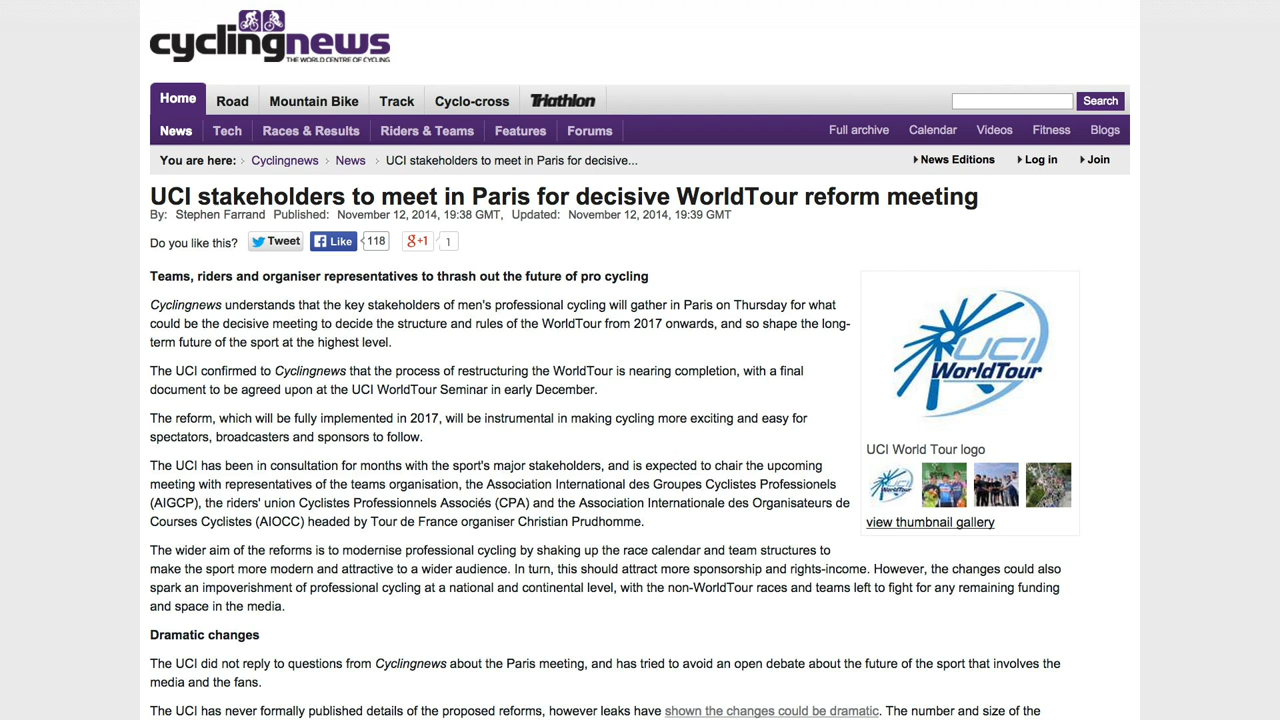 cyclingnews
THE WORLD CENTRE OF CYCLING
Home Road Mountain Bike Track Cyclo-cross Triathlon Search
News Tech Races & Results Riders & Teams Features Forums Full archive Calendar Videos Fitness Blogs
You are here: Cyclingnews News UCI stakeholders to meet in Paris for decisive... News Editions Log in Join
UCI stakeholders to meet in Paris for decisive WorldTour reform meeting
By: Stephen Farrand Published: November 12, 2014, 19:38 GMT, Updated: November 12, 2014, 19:39 GMT
Do you like this? Tweet Like 118 g+1 1
Teams, riders and organiser representatives to thrash out the future of pro cycling
Cyclingnews understands that the key stakeholders of men's professional cycling will gather in Paris on Thursday for what
could be the decisive meeting to decide the structure and rules of the WorldTour from 2017 onwards, and so shape the long-
term future of the sport at the highest level.
The UCI confirmed to Cyclingnews that the process of restructuring the WorldTour is nearing completion, with a final
document to be agreed upon at the UCI WorldTour Seminar in early December.
The reform, which will be fully implemented in 2017, will be instrumental in making cycling more exciting and easy for
spectators, broadcasters and sponsors to follow.
The UCI has been in consultation for months with the sport's major stakeholders, and is expected to chair the upcoming
meeting with representatives of the teams organisation, the Association International des Groupes Cyclistes Professionels
(AIGCP), the riders' union Cyclistes Professionnels Associés (CPA) and the Association Internationale des Organisateurs de
Courses Cyclistes (AIOCC) headed by Tour de France organiser Christian Prudhomme.
UCI
WorldTour
UCI World Tour logo
WorldTour
view thumbnail gallery
The wider aim of the reforms is to modernise professional cycling by shaking up the race calendar and team structures to
make the sport more modern and attractive to a wider audience. In turn, this should attract more sponsorship and rights-income. However, the changes could also
spark an impoverishment of professional cycling at a national and continental level, with the non-WorldTour races and teams left to fight for any remaining funding
and space in the media.
Dramatic changes
The UCI did not reply to questions from Cyclingnews about the Paris meeting, and has tried to avoid an open debate about the future of the sport that involves the
media and the fans.
The UCI has never formally published details of the proposed reforms, however leaks have shown the changes could be dramatic. The number and size of the